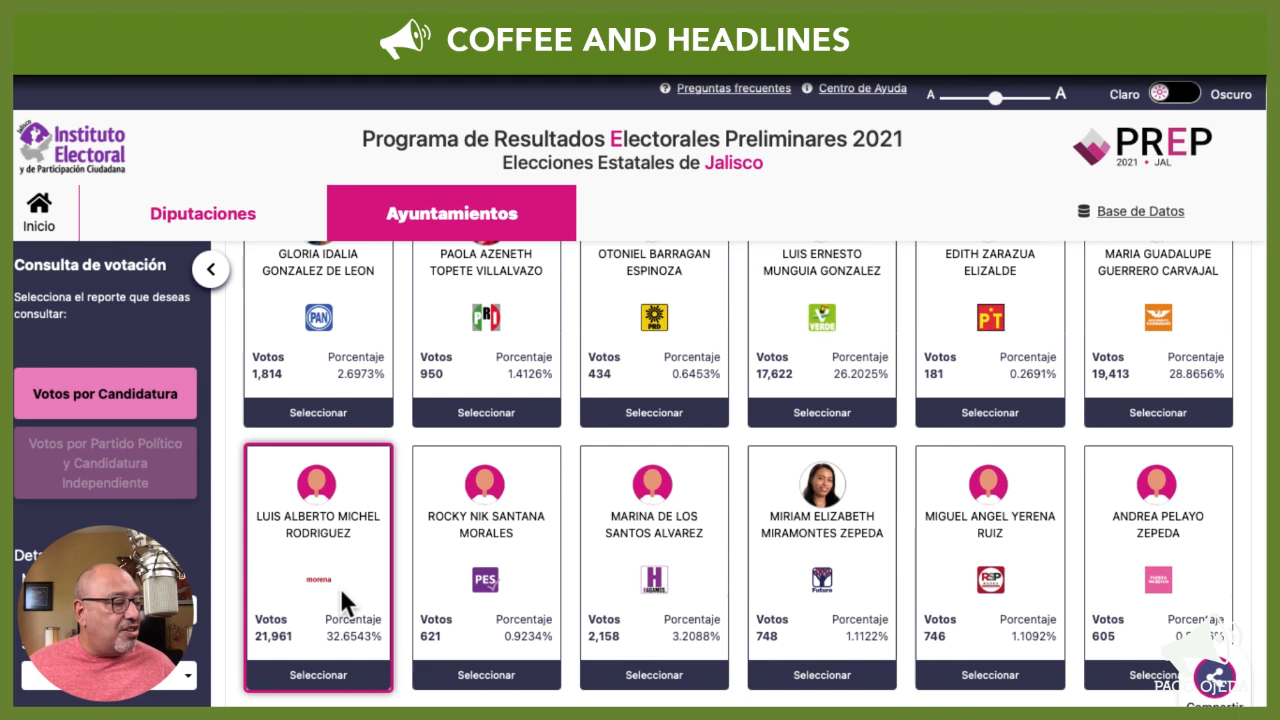 COFFEE AND HEADLINES
Preguntas frecuentes
Centro de Ayuda
A
A
Claro
Oscuro
Jalisco
Instituto
Electoral
y de Participación Ciudadana
Programa de Resultados Electorales Preliminares 2021
Elecciones Estatales de Jalisco
PREP
2021 • JAL
Inicio
Diputaciones
Ayuntamientos
Base de Datos
Consulta de votación
Selecciona el reporte que deseas
consultar:
Votos por Candidatura
Votos por Partido Político
y Candidatura
Independiente
GLORIA IDALIA
GONZALEZ DE LEON
PAN
Votos Porcentaje
1,814 2.6973%
Seleccionar
PAOLA AZENETH
TOPETE VILLALVAZO
PRD
Votos Porcentaje
950 1.4126%
Seleccionar
OTONIEL BARRAGAN
ESPINOZA
PRD
Votos Porcentaje
434 0.6453%
Seleccionar
LUIS ERNESTO
MUNGUIA GONZALEZ
VERDE
Votos Porcentaje
17,622 26.2025%
Seleccionar
EDITH ZARAZUA
ELIZALDE
PT
Votos Porcentaje
181 0.2691%
Seleccionar
MARIA GUADALUPE
GUERRERO CARVAJAL
Votos Porcentaje
19,413 28.8656%
Seleccionar
LUIS ALBERTO MICHEL
RODRIGUEZ
morena
Votos Porcentaje
21,961 32.6543%
Seleccionar
ROCKY NIK SANTANA
MORALES
PES
Votos Porcentaje
621 0.9234%
Seleccionar
MARINA DE LOS
SANTOS ALVAREZ
HAGAMOS
Votos Porcentaje
2,158 3.2088%
Seleccionar
MIRIAM ELIZABETH
MIRAMONTES ZEPEDA
Futuro
Votos Porcentaje
748 1.1122%
Seleccionar
MIGUEL ANGEL YERENA
RUIZ
RSP
Votos Porcentaje
746 1.1092%
Seleccionar
ANDREA PELAYO
ZEPEDA
Votos Porcentaje
605
Seleccionar
PACO OJEDA
Compartir